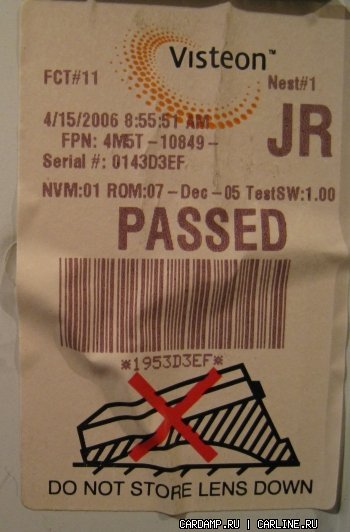 Visteon™
FCT#11 Nest#1
4/15/2006 8:55:51 AM
JR
FPN: 4M5T-10849-
Serial #: 0143D3EF
NVM:01 ROM:07-Dec-05 TestSW:1.00
PASSED
*1953D3EF*
DO NOT STORE LENS DOWN
CARDAMP.RU | CARLINE.RU